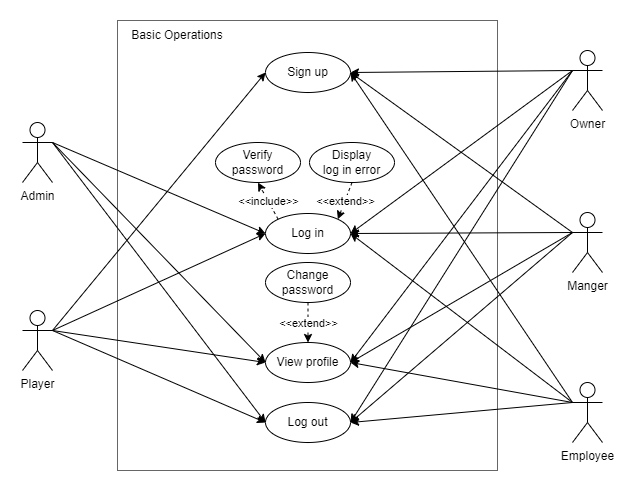 Basic Operations
Sign up
Owner
Verify
password
Display
log in error
Admin
<<include>>
<<extend>>
Log in
Manger
Change
password
<<extend>>
View profile
Player
Log out
Employee